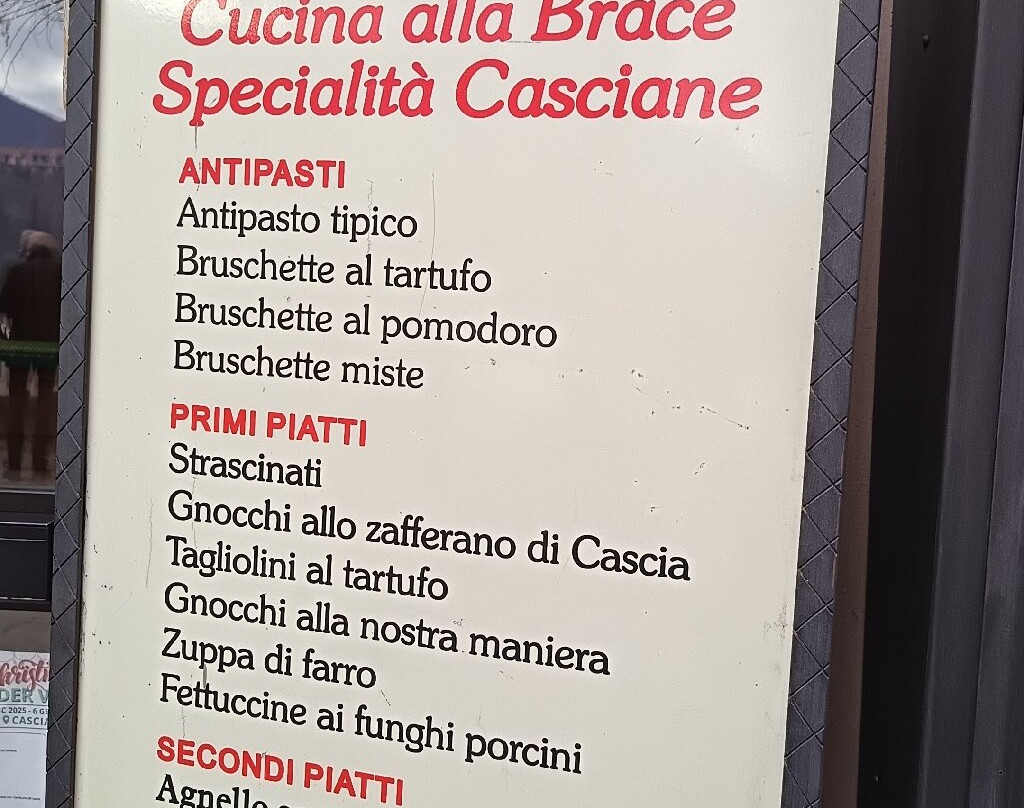 Cucina alla Brace
Specialità Casciane
ANTIPASTI
Antipasto tipico
Bruschette al tartufo
Bruschette al pomodoro
Bruschette miste
PRIMI PIATTI
Strascinati
Gnocchi allo zafferano di Cascia
Tagliolini al tartufo
Gnocchi alla nostra maniera
Zuppa di farro
Fettuccine ai funghi porcini
SECONDI PIATTI
Agnello